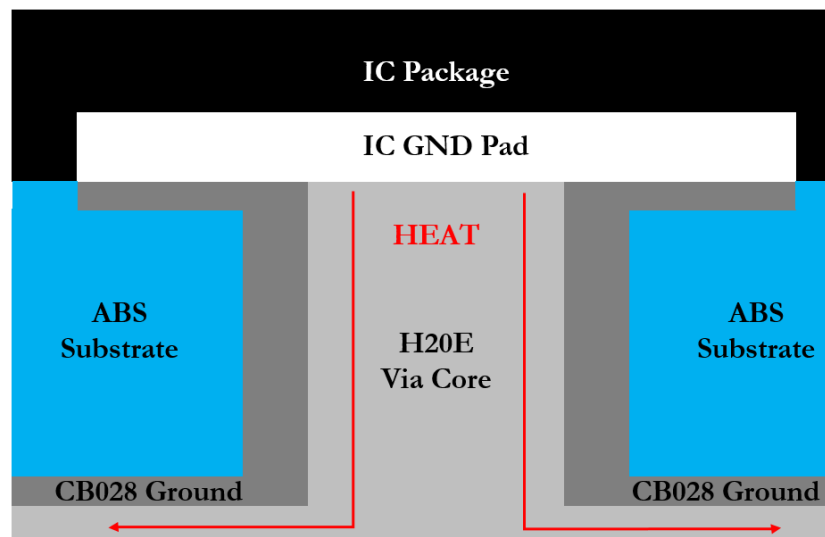 IC Package
IC GND Pad
HEAT
ABS
Substrate
H20E
Via Core
ABS
Substrate
CB028 Ground
CB028 Ground